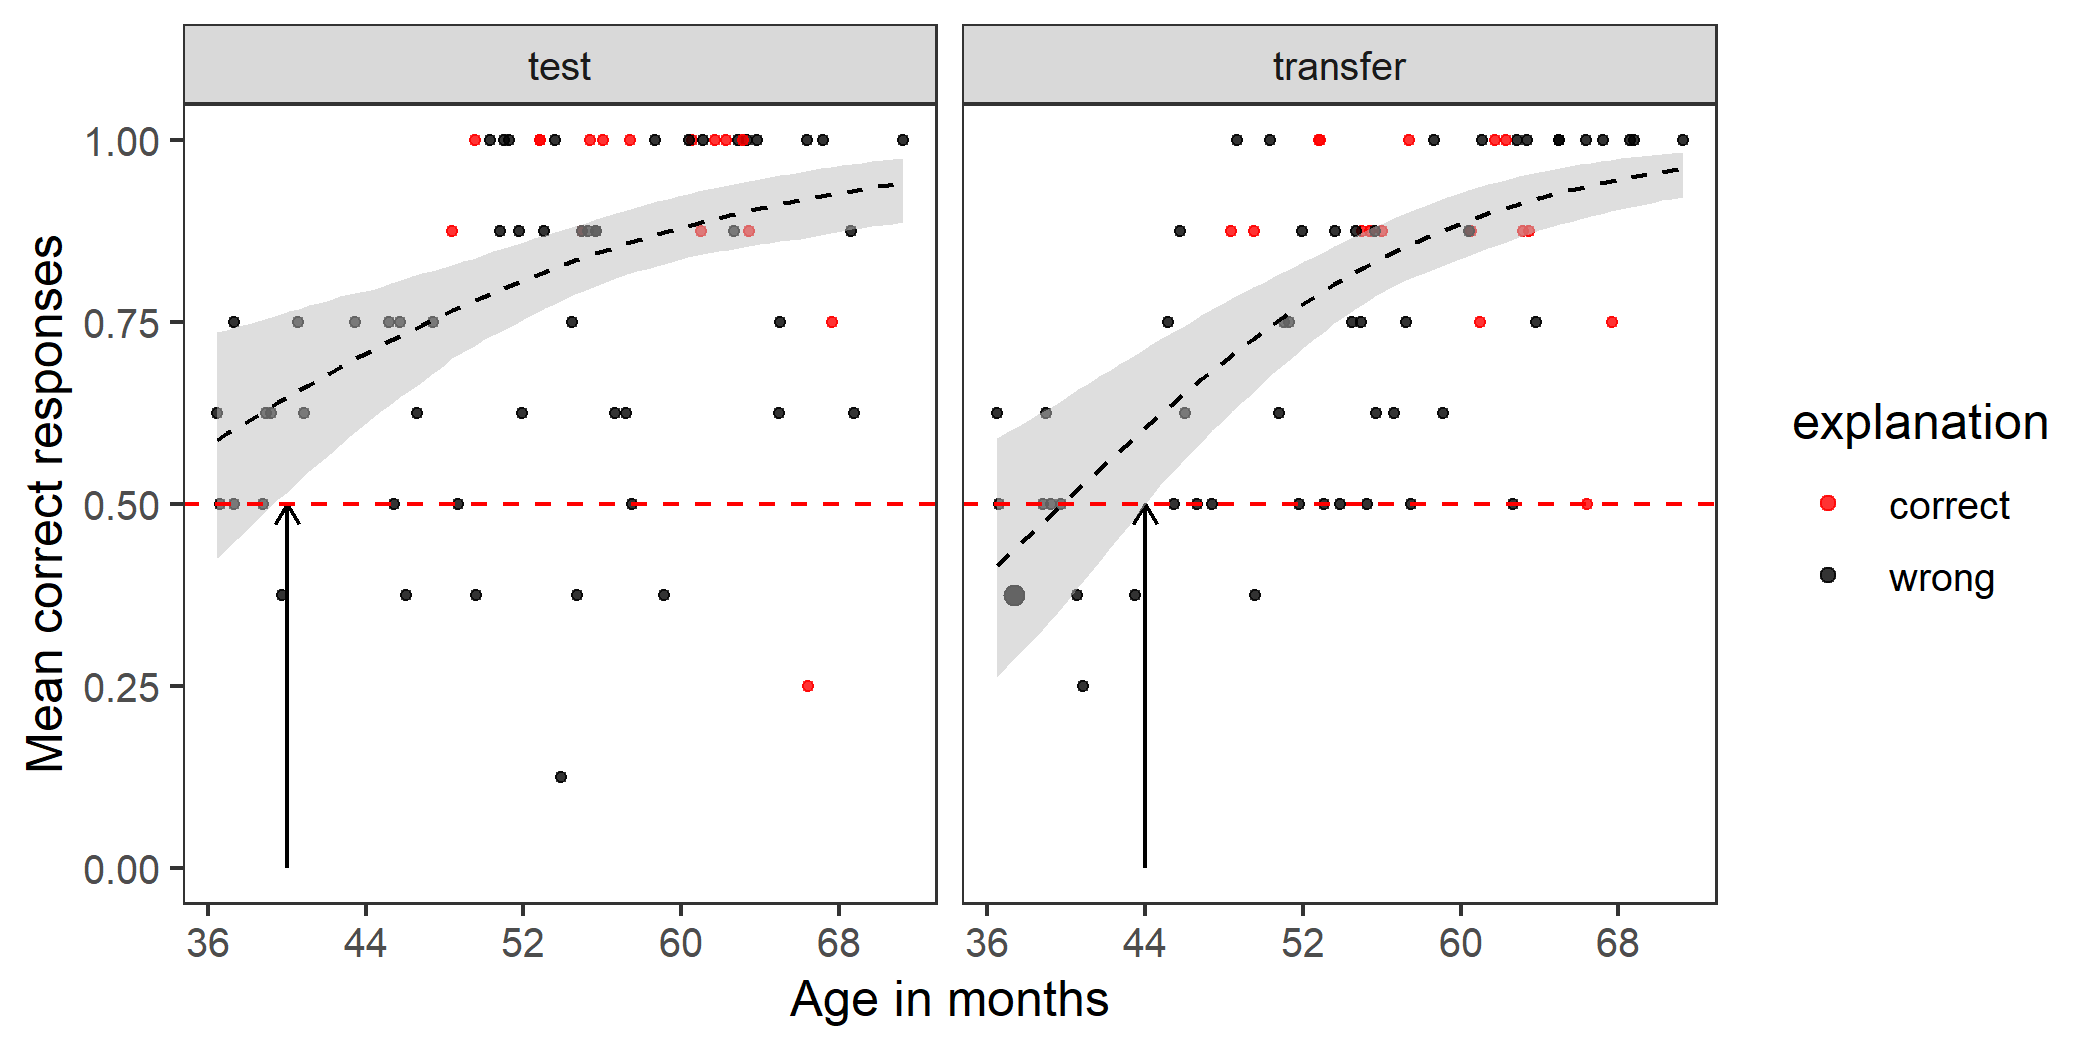 test
transfer
Mean correct responses
1.00
0.75
0.50
0.25
0.00
36 44 52 60 68
36 44 52 60 68
Age in months
explanation
correct
wrong